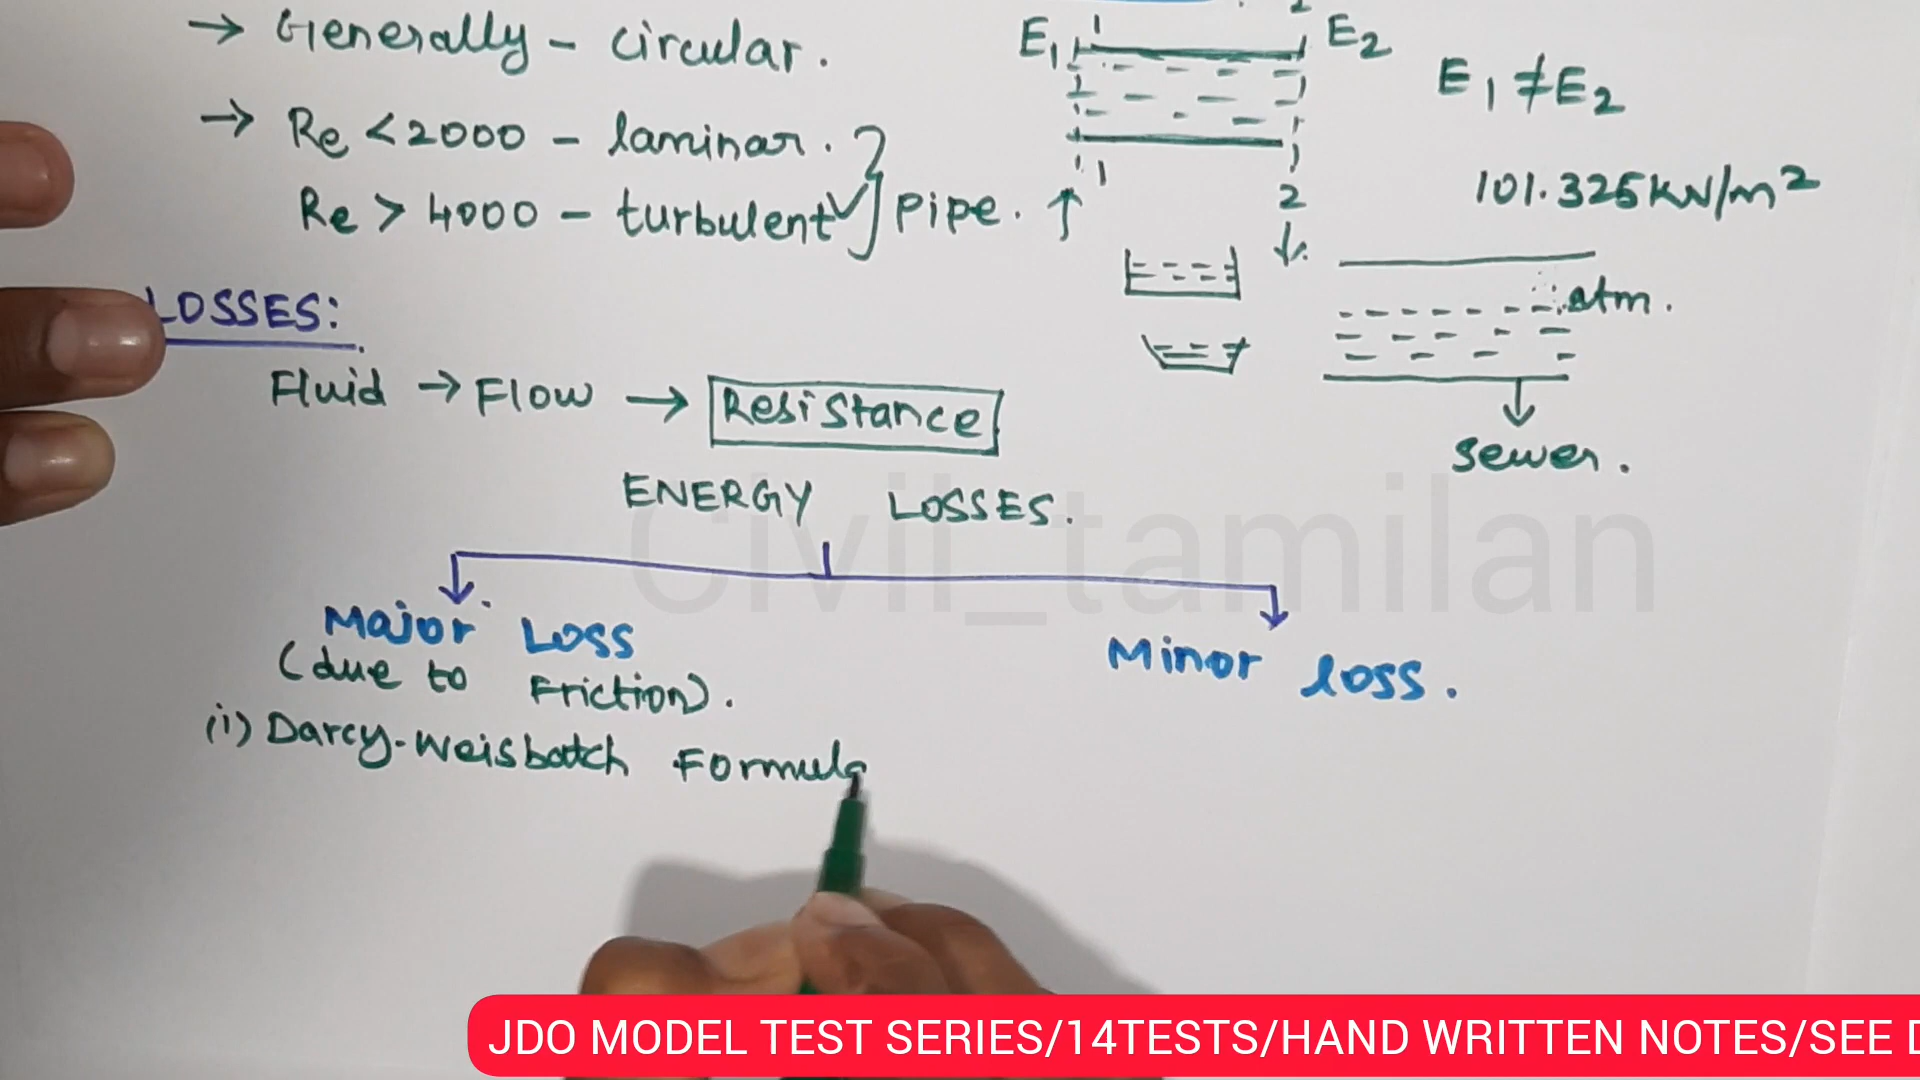 → Generally - circular.
→ Re < 2000 - laminar.
Re > 4000 - turbulent✓ } pipe. ↑
E1 1
2 E2
1
2
↓
E1 ≠ E2
101.325 kN/m²
atm.
sewer.
LOSSES:
Fluid → Flow → Resistance
ENERGY LOSSES.
Major Loss
(due to Friction).
(i) Darcy-Weisbatch Formula
Minor loss.
Civil_tamilan
JDO MODEL TEST SERIES/14TESTS/HAND WRITTEN NOTES/SEE D